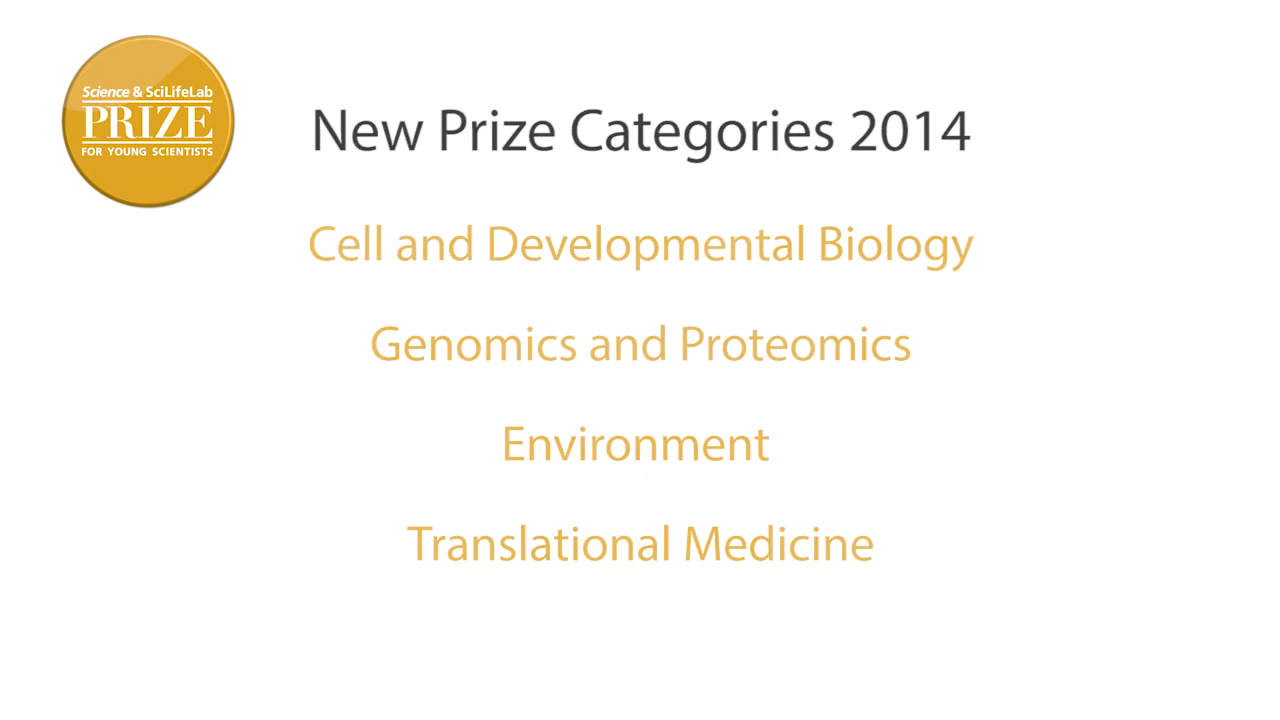 Science & SciLifeLab
PRIZE
FOR YOUNG SCIENTISTS
New Prize Categories 2014
Cell and Developmental Biology
Genomics and Proteomics
Environment
Translational Medicine